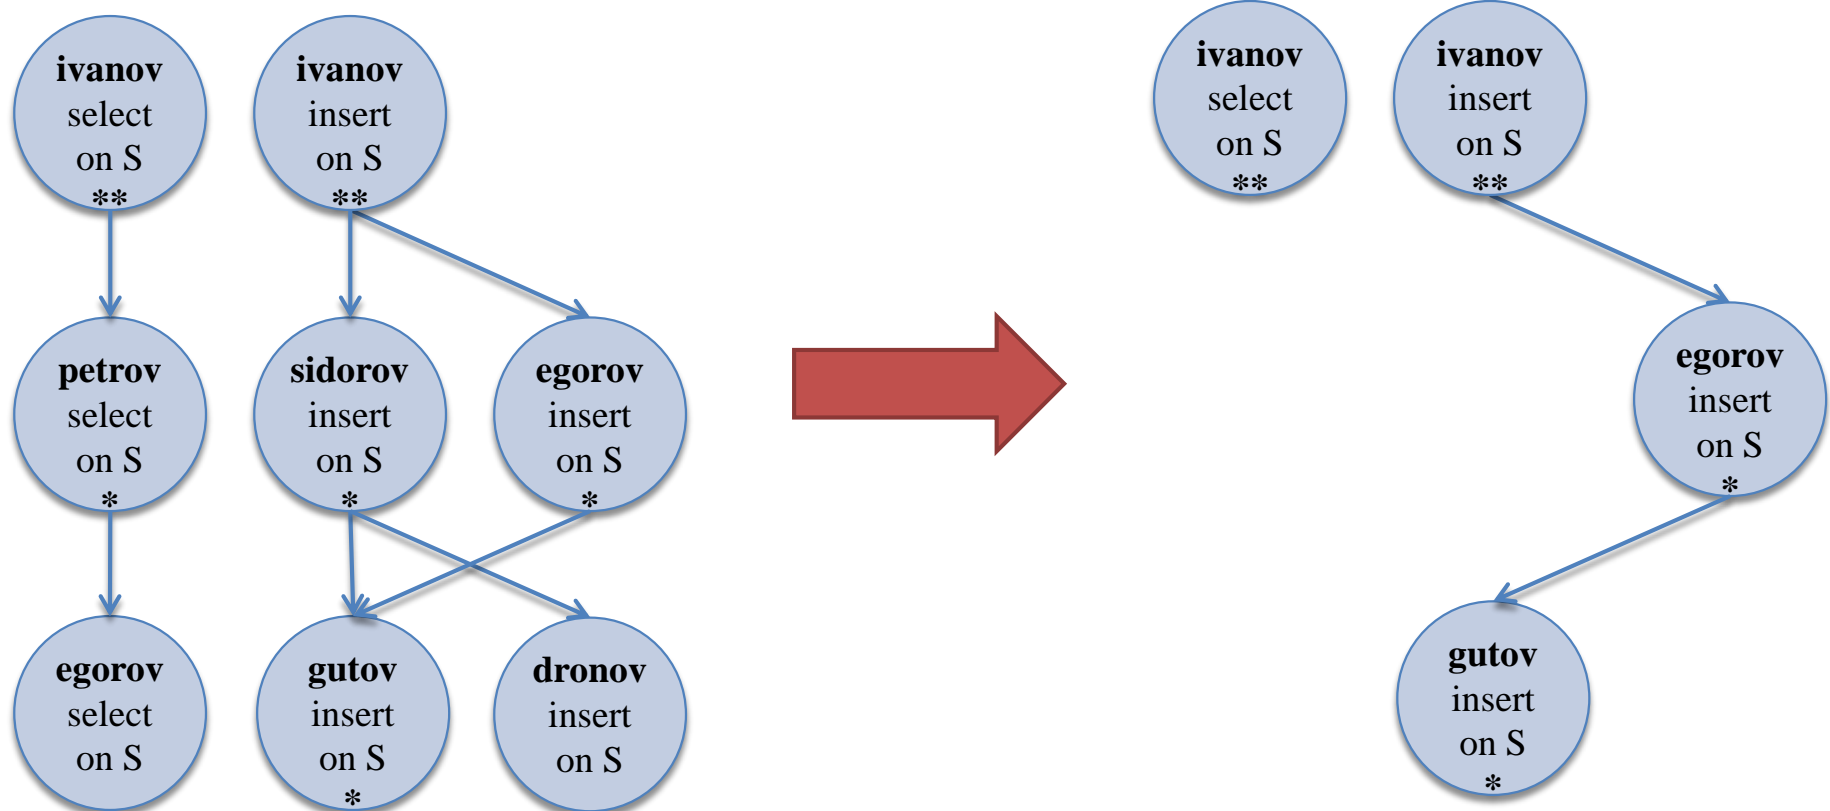 ivanov
select
on S
**
ivanov
insert
on S
**
ivanov
select
on S
**
ivanov
insert
on S
**
petrov
select
on S
*
sidorov
insert
on S
*
egorov
insert
on S
*
egorov
insert
on S
*
egorov
select
on S
gutov
insert
on S
*
dronov
insert
on S
gutov
insert
on S
*